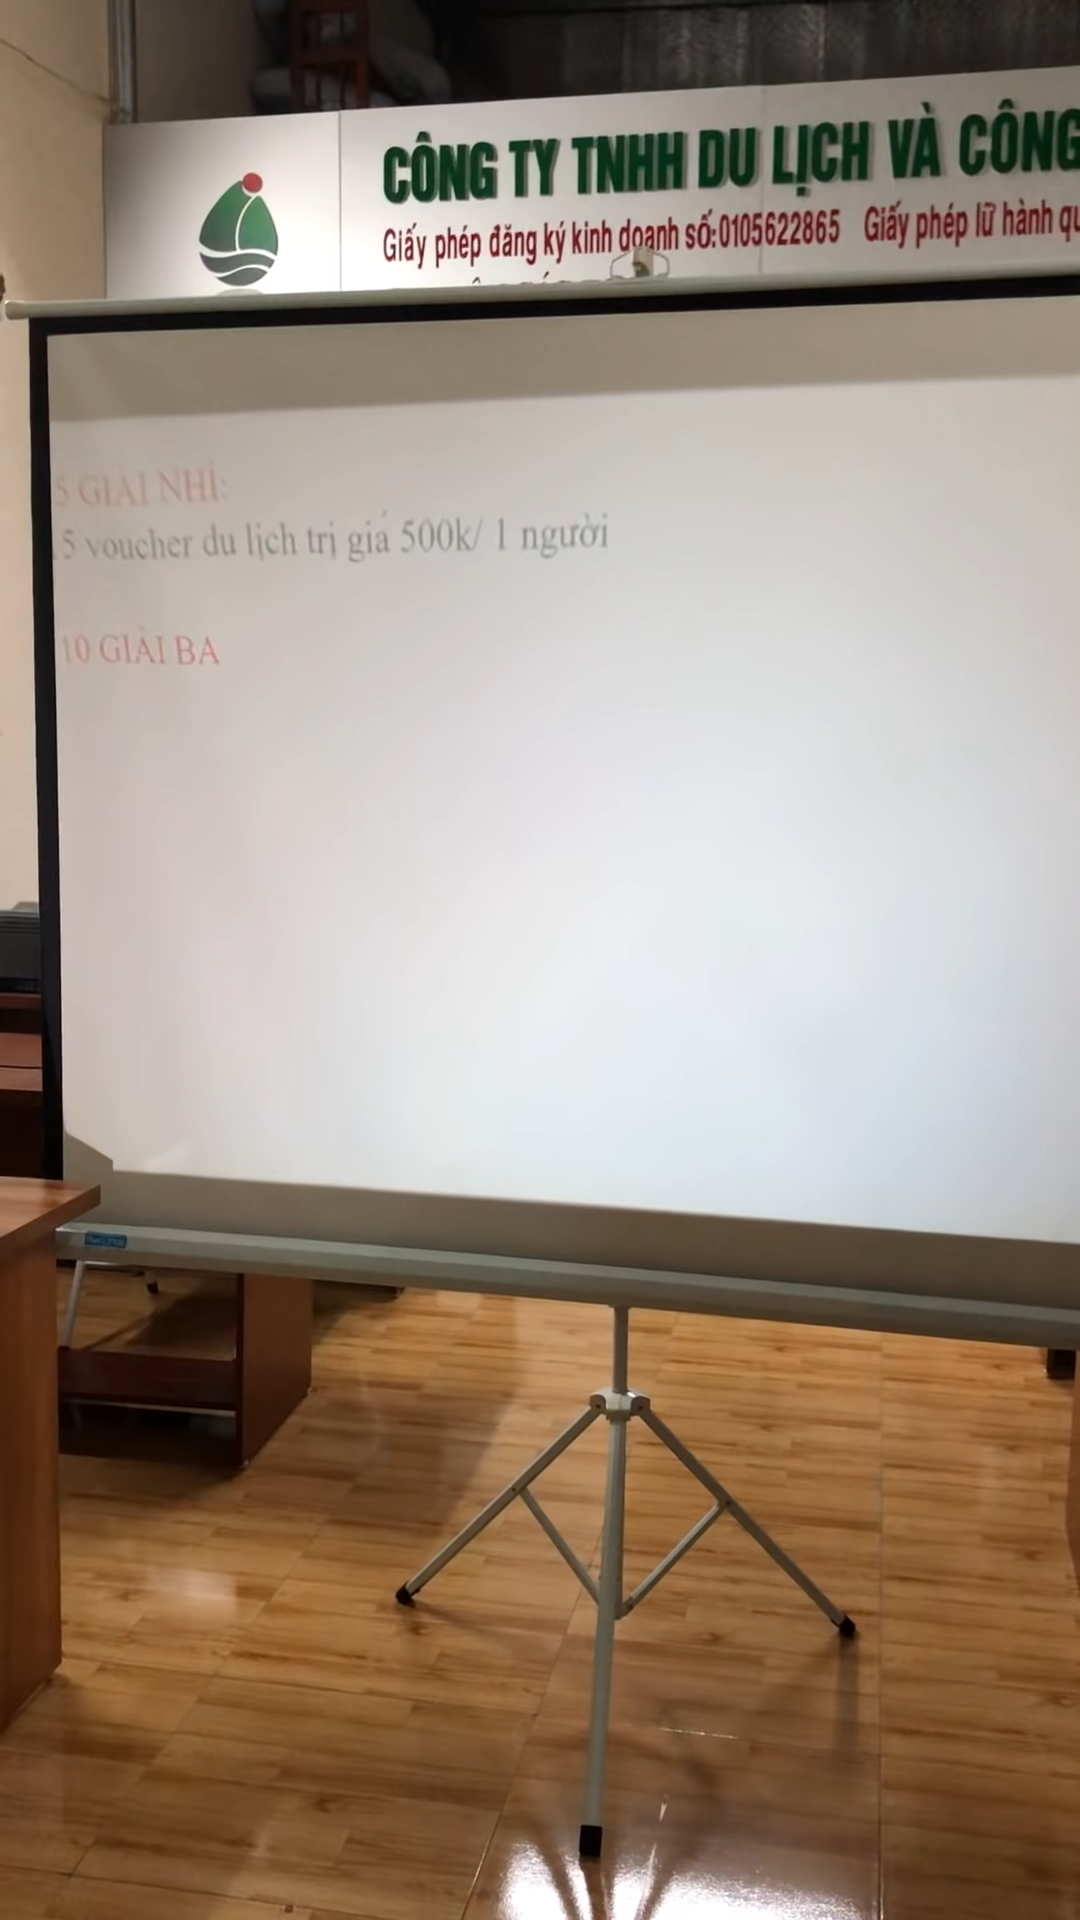 CÔNG TY TNHH DU LỊCH VÀ CÔNG
Giấy phép đăng ký kinh doanh số:0105622865 Giấy phép lữ hành qu
5 GIẢI NHÌ:
5 voucher du lịch trị giá 500k/ 1 người
10 GIẢI BA